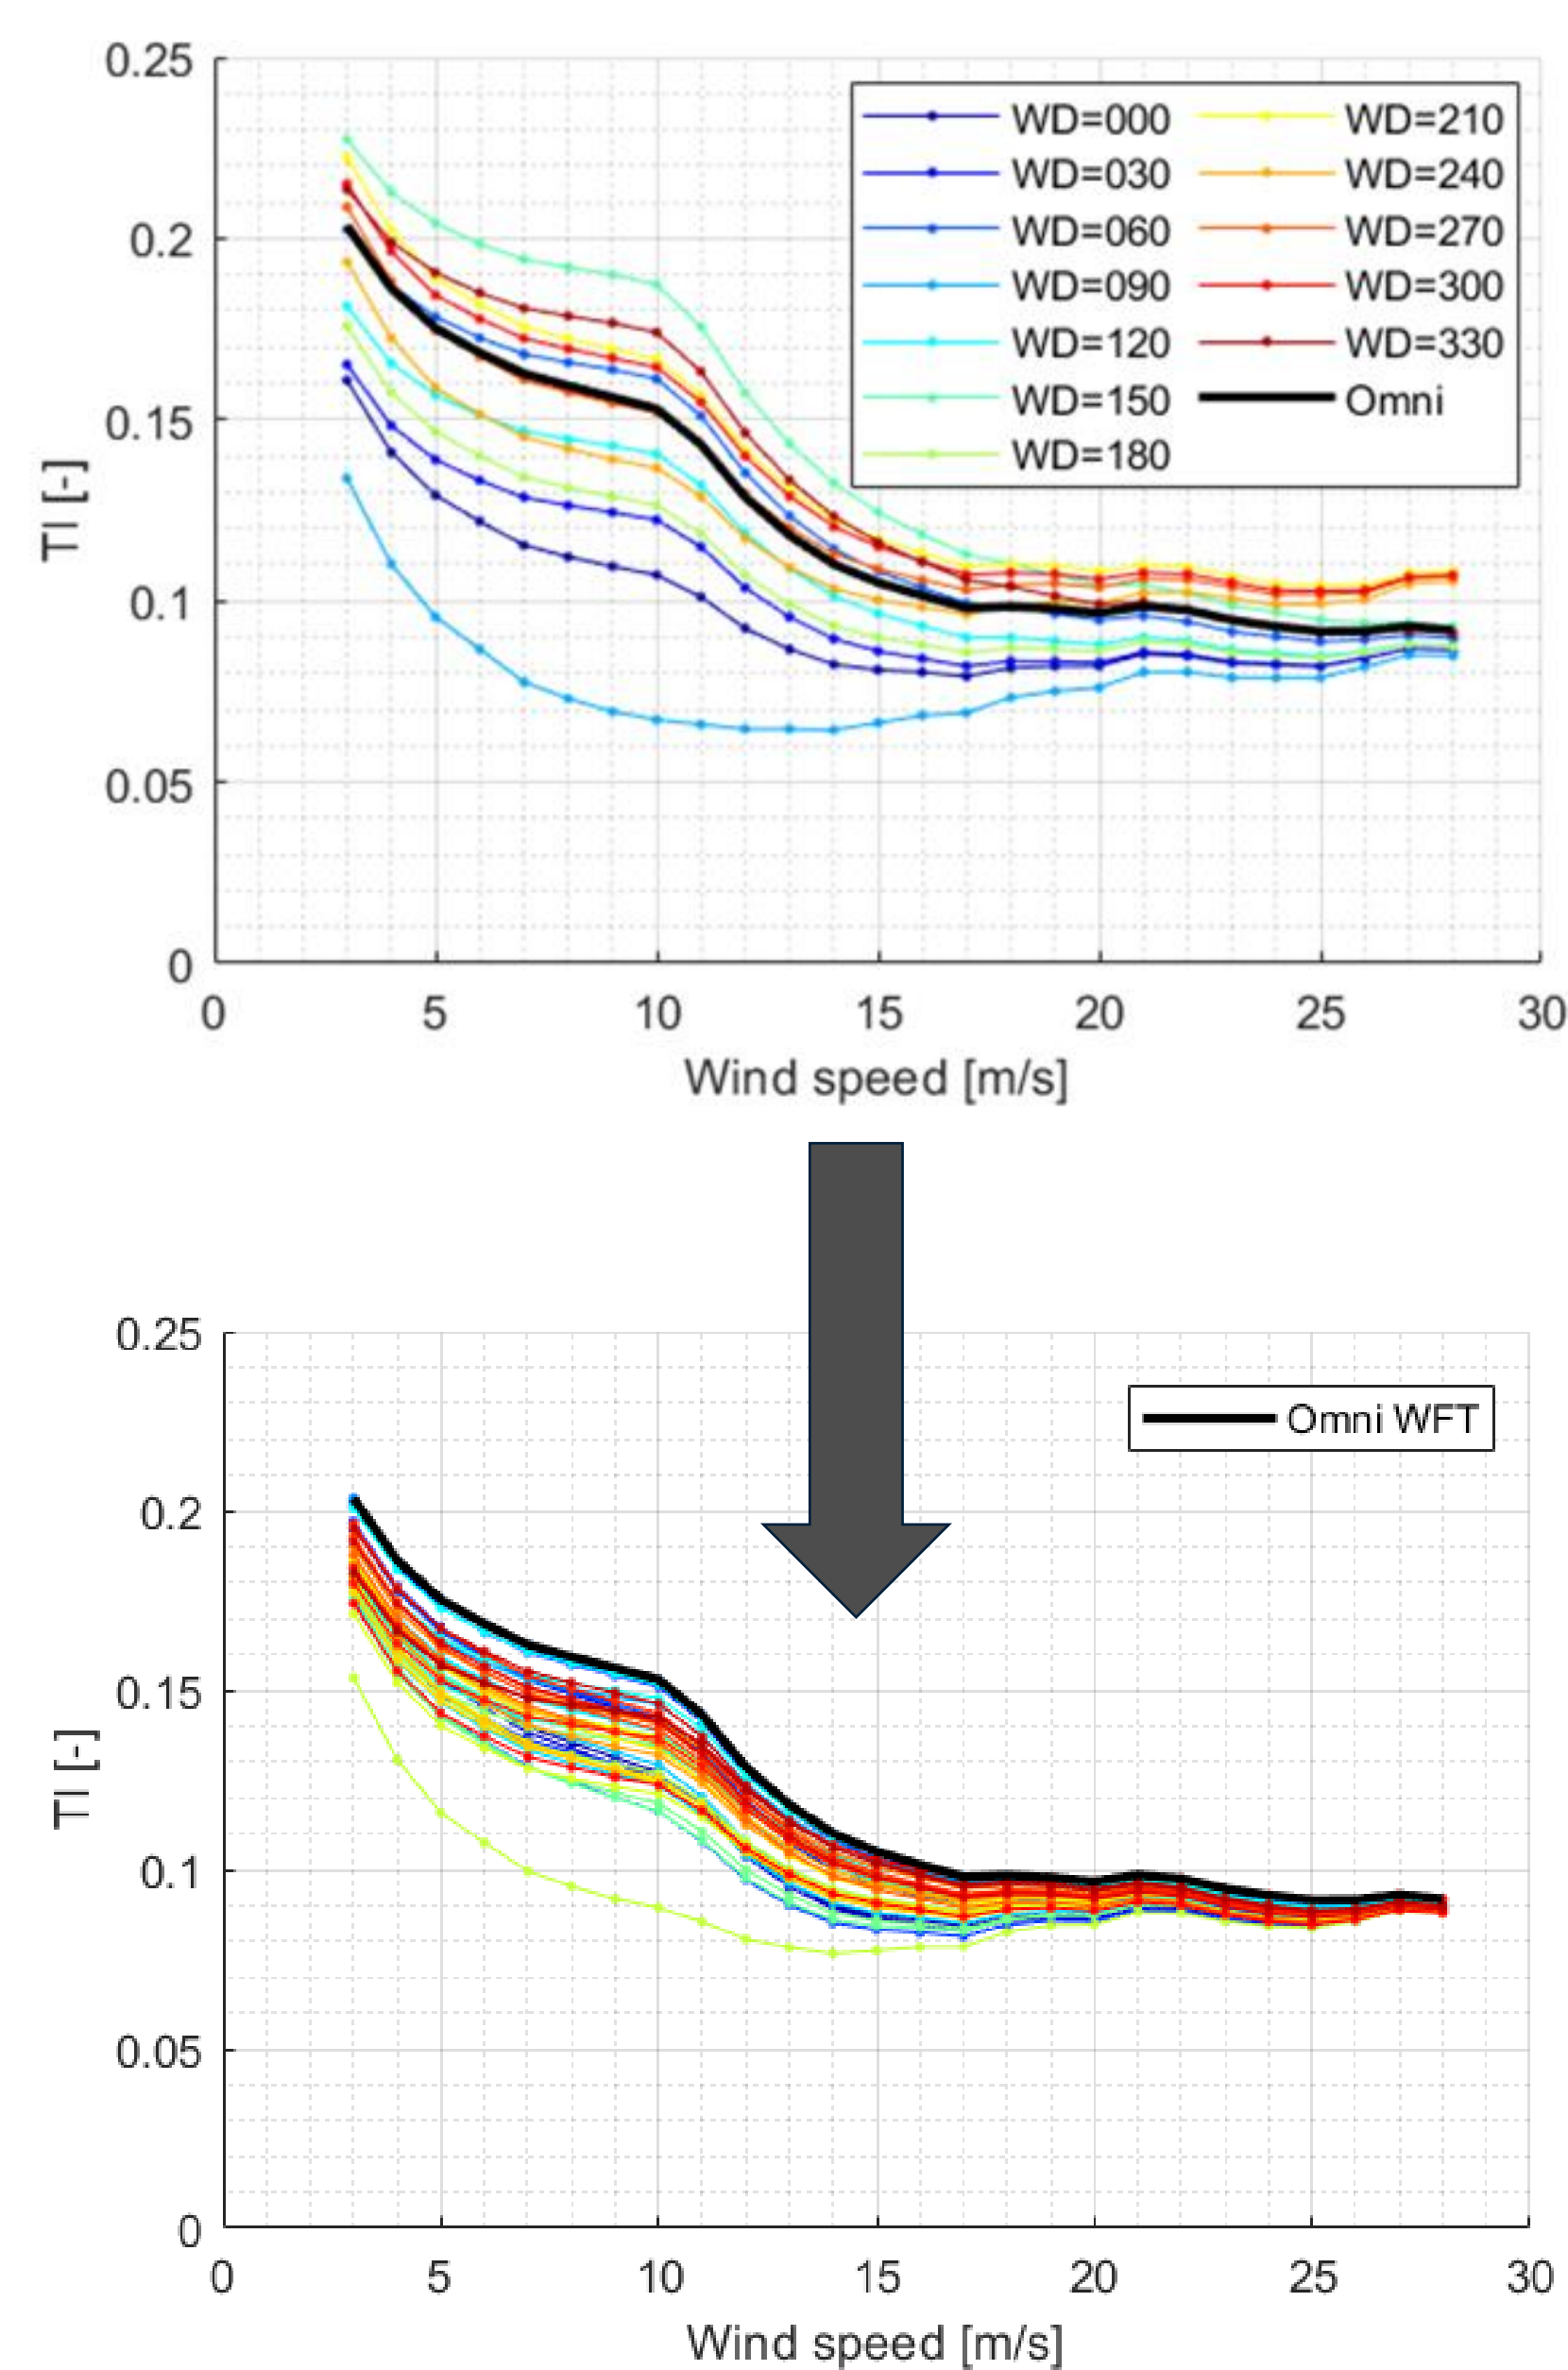 0.25
0.2
0.15
0.1
0.05
0
TI [-]
WD=000
WD=030
WD=060
WD=090
WD=120
WD=150
WD=180
WD=210
WD=240
WD=270
WD=300
WD=330
Omni
0 5 10 15 20 25 30
Wind speed [m/s]
0.25
0.2
0.15
0.1
0.05
0
TI [-]
Omni WFT
0 5 10 15 20 25 30
Wind speed [m/s]